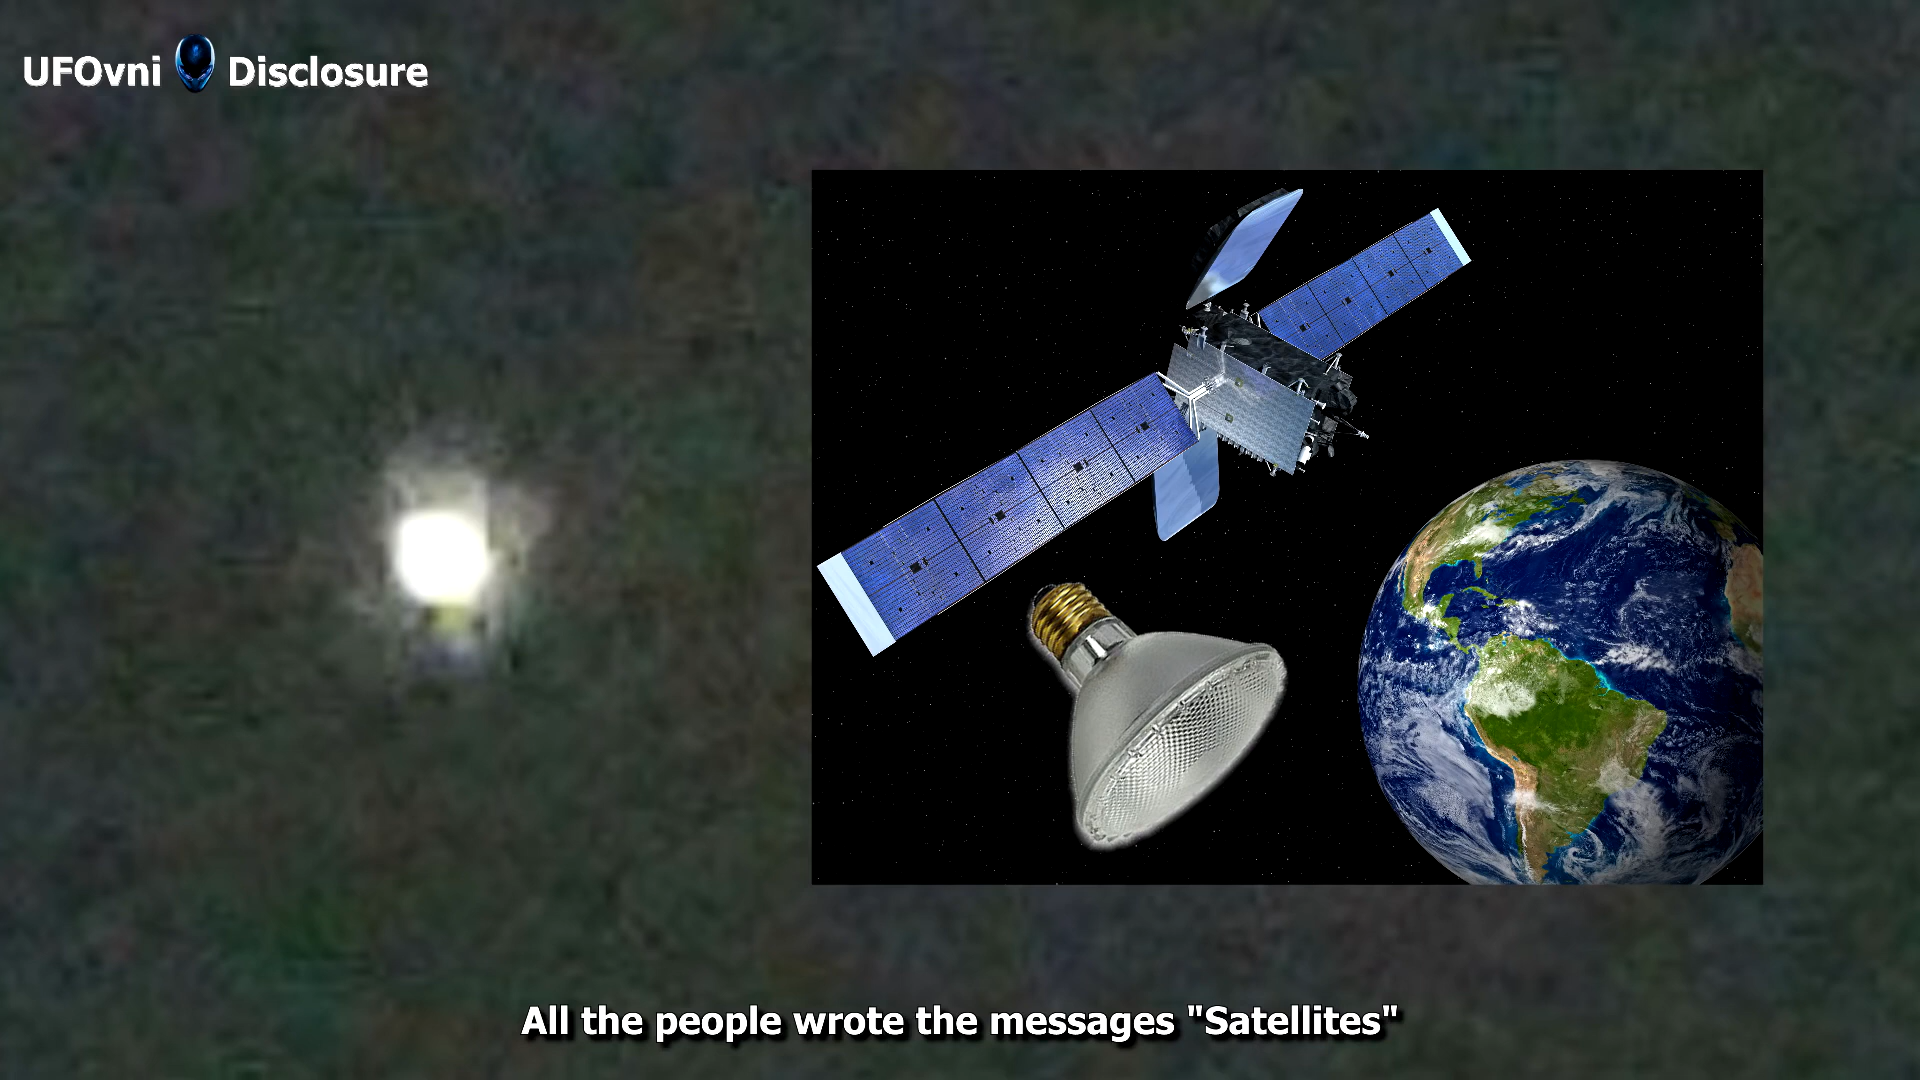 UFOvni Disclosure
All the people wrote the messages "Satellites"